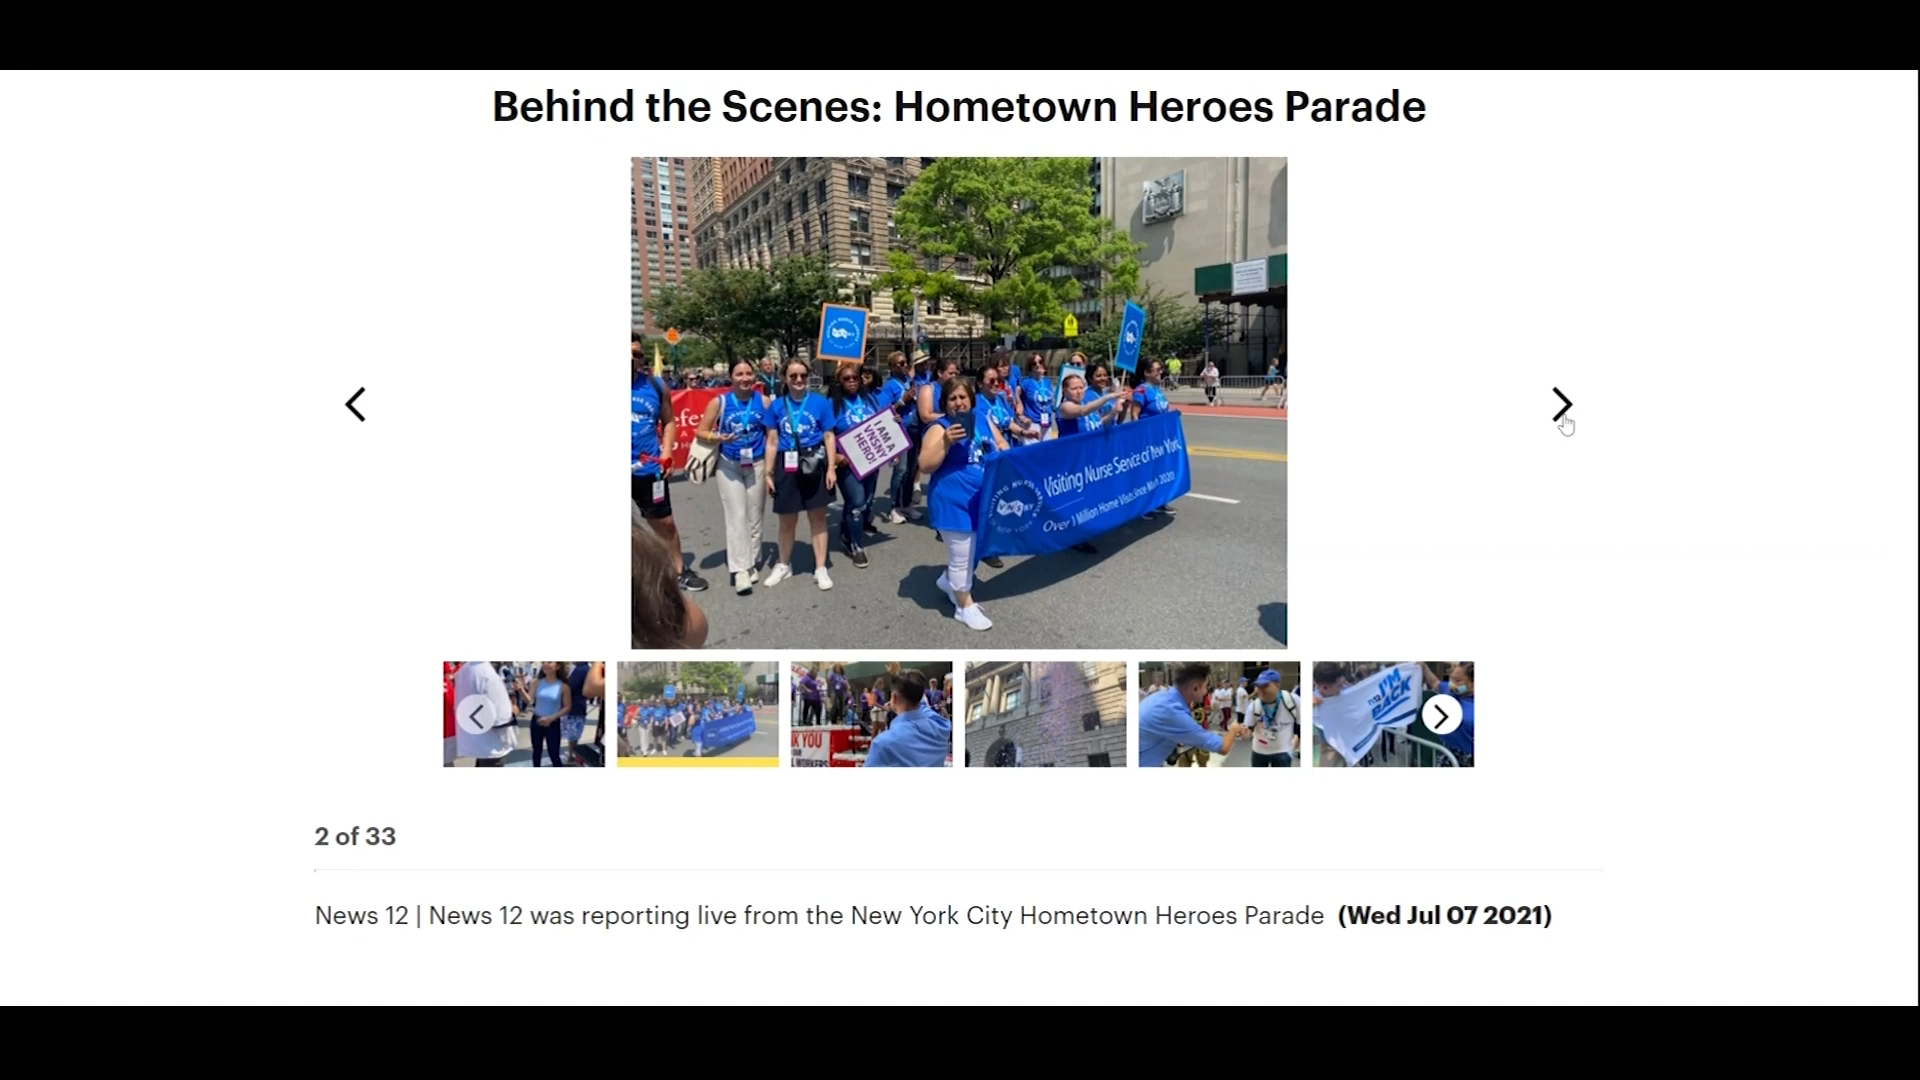 Behind the Scenes: Hometown Heroes Parade
I AM A
VNSNY
HERO!
Visiting Nurse Service of New York
Over 1 Million Home Visits Since March 2020!
K YOU
I'M
BACK
2 of 33
News 12 | News 12 was reporting live from the New York City Hometown Heroes Parade (Wed Jul 07 2021)